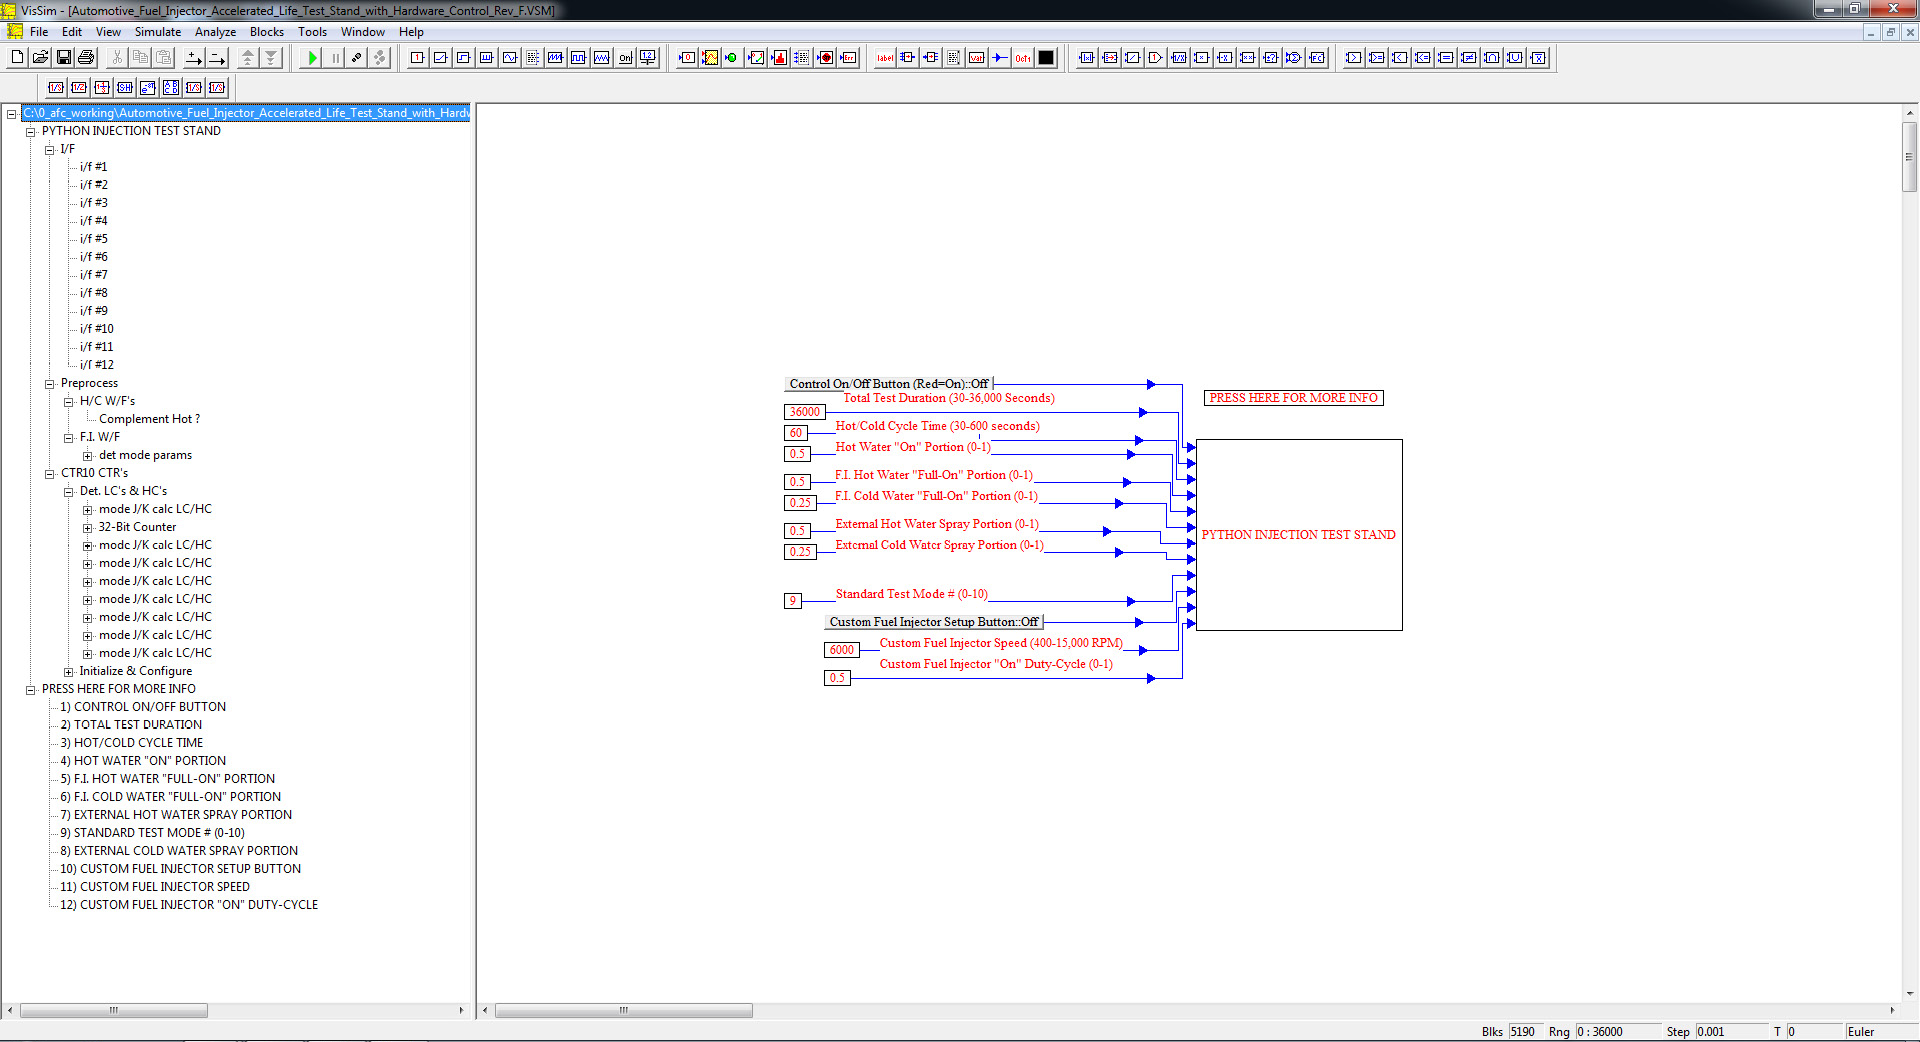 VisSim - [Automotive_Fuel_Injector_Accelerated_Life_Test_Stand_with_Hardware_Control_Rev_F.VSM]
File Edit View Simulate Analyze Blocks Tools Window Help
C:\0_afc_working\Automotive_Fuel_Injector_Accelerated_Life_Test_Stand_with_Hardw
PYTHON INJECTION TEST STAND
I/F
i/f #1
i/f #2
i/f #3
i/f #4
i/f #5
i/f #6
i/f #7
i/f #8
i/f #9
i/f #10
i/f #11
i/f #12
Preprocess
H/C W/F's
Complement Hot ?
F.I. W/F
det mode params
CTR10 CTR's
Det. LC's & HC's
mode J/K calc LC/HC
32-Bit Counter
mode J/K calc LC/HC
mode J/K calc LC/HC
mode J/K calc LC/HC
mode J/K calc LC/HC
mode J/K calc LC/HC
mode J/K calc LC/HC
mode J/K calc LC/HC
Initialize & Configure
PRESS HERE FOR MORE INFO
1) CONTROL ON/OFF BUTTON
2) TOTAL TEST DURATION
3) HOT/COLD CYCLE TIME
4) HOT WATER "ON" PORTION
5) F.I. HOT WATER "FULL-ON" PORTION
6) F.I. COLD WATER "FULL-ON" PORTION
7) EXTERNAL HOT WATER SPRAY PORTION
9) STANDARD TEST MODE # (0-10)
8) EXTERNAL COLD WATER SPRAY PORTION
10) CUSTOM FUEL INJECTOR SETUP BUTTON
11) CUSTOM FUEL INJECTOR SPEED
12) CUSTOM FUEL INJECTOR "ON" DUTY-CYCLE
Control On/Off Button (Red=On)::Off
Total Test Duration (30-36,000 Seconds)
36000
Hot/Cold Cycle Time (30-600 seconds)
60
Hot Water "On" Portion (0-1)
0.5
F.I. Hot Water "Full-On" Portion (0-1)
0.5
F.I. Cold Water "Full-On" Portion (0-1)
0.25
External Hot Water Spray Portion (0-1)
0.5
External Cold Water Spray Portion (0-1)
0.25
Standard Test Mode # (0-10)
9
Custom Fuel Injector Setup Button::Off
Custom Fuel Injector Speed (400-15,000 RPM)
6000
Custom Fuel Injector "On" Duty-Cycle (0-1)
0.5
PRESS HERE FOR MORE INFO
PYTHON INJECTION TEST STAND
Blks 5190 Rng 0 : 36000 Step 0.001 T 0 Euler